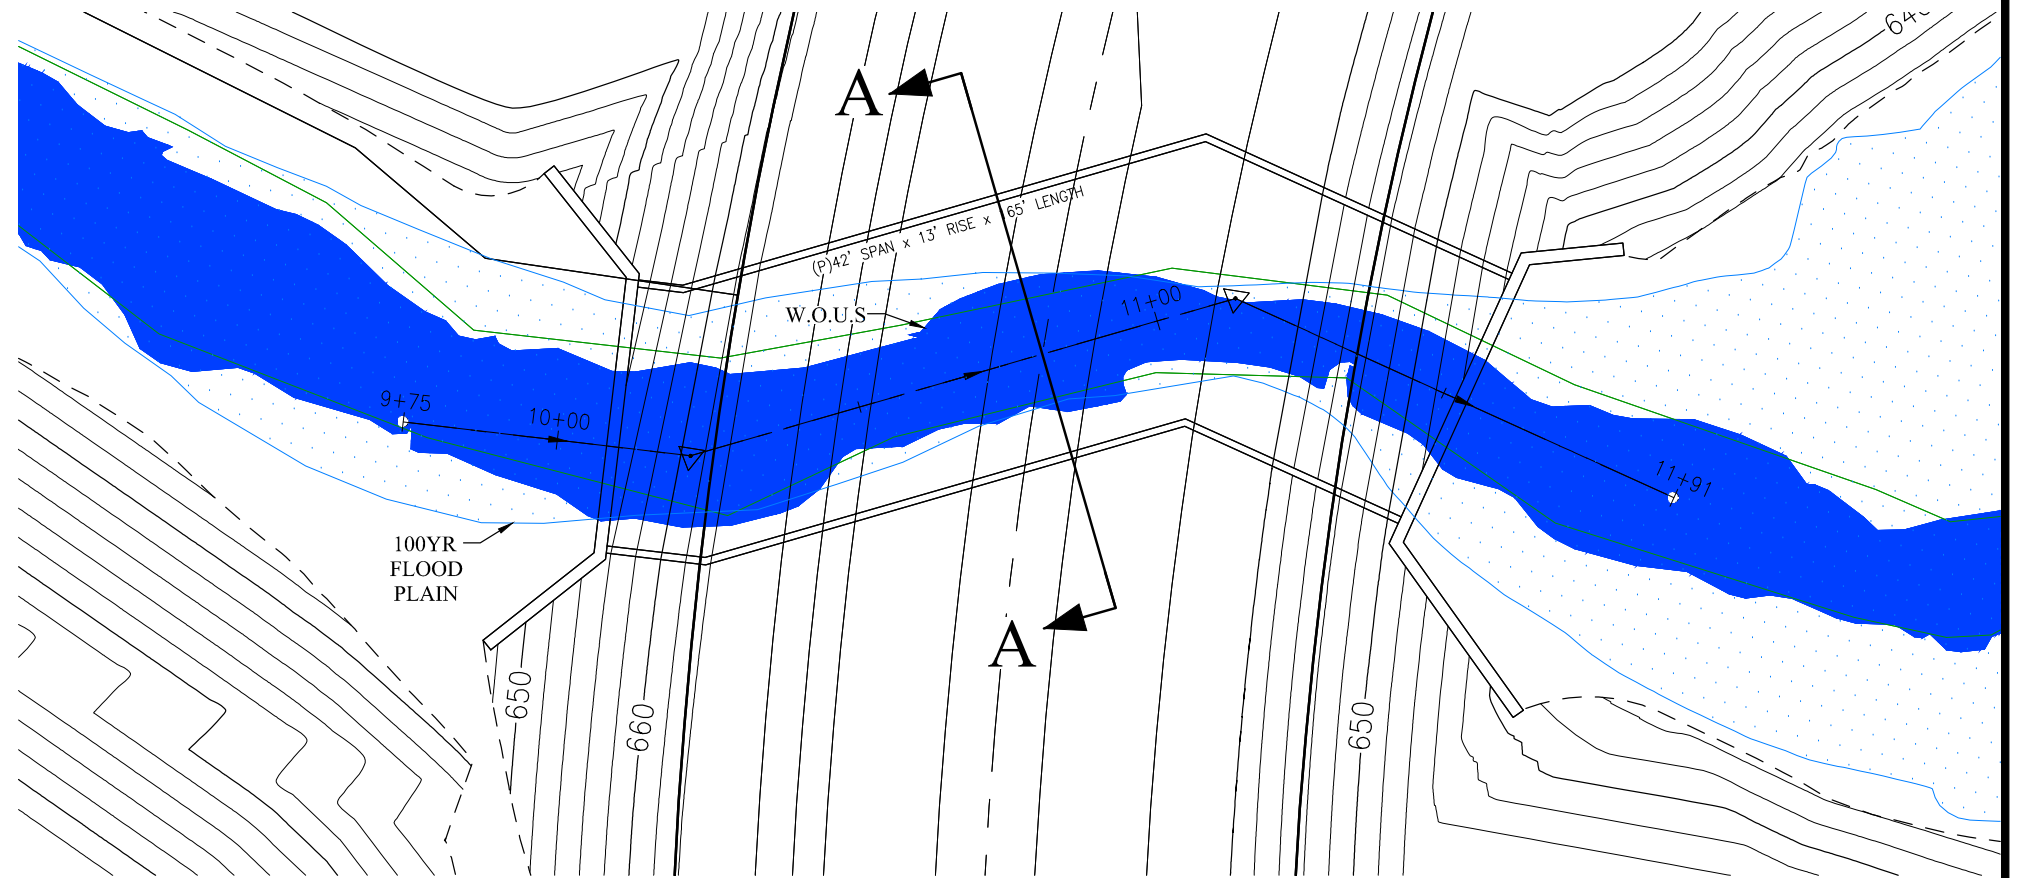 A
(P)42' SPAN x 13' RISE x 65' LENGTH
W.O.U.S
11+00
9+75
10+00
11+91
100YR
FLOOD
PLAIN
A
650
660
650